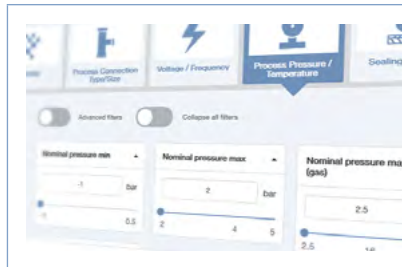 Process Connection
Type/Size
Voltage / Frequency
Process Pressure /
Temperature
Sealing
Advanced filters
Collapse all filters
Nominal pressure min
-1
bar
-1
0.5
Nominal pressure max
2
bar
2
4
5
Nominal pressure ma
(gas)
2.5
2.5
16